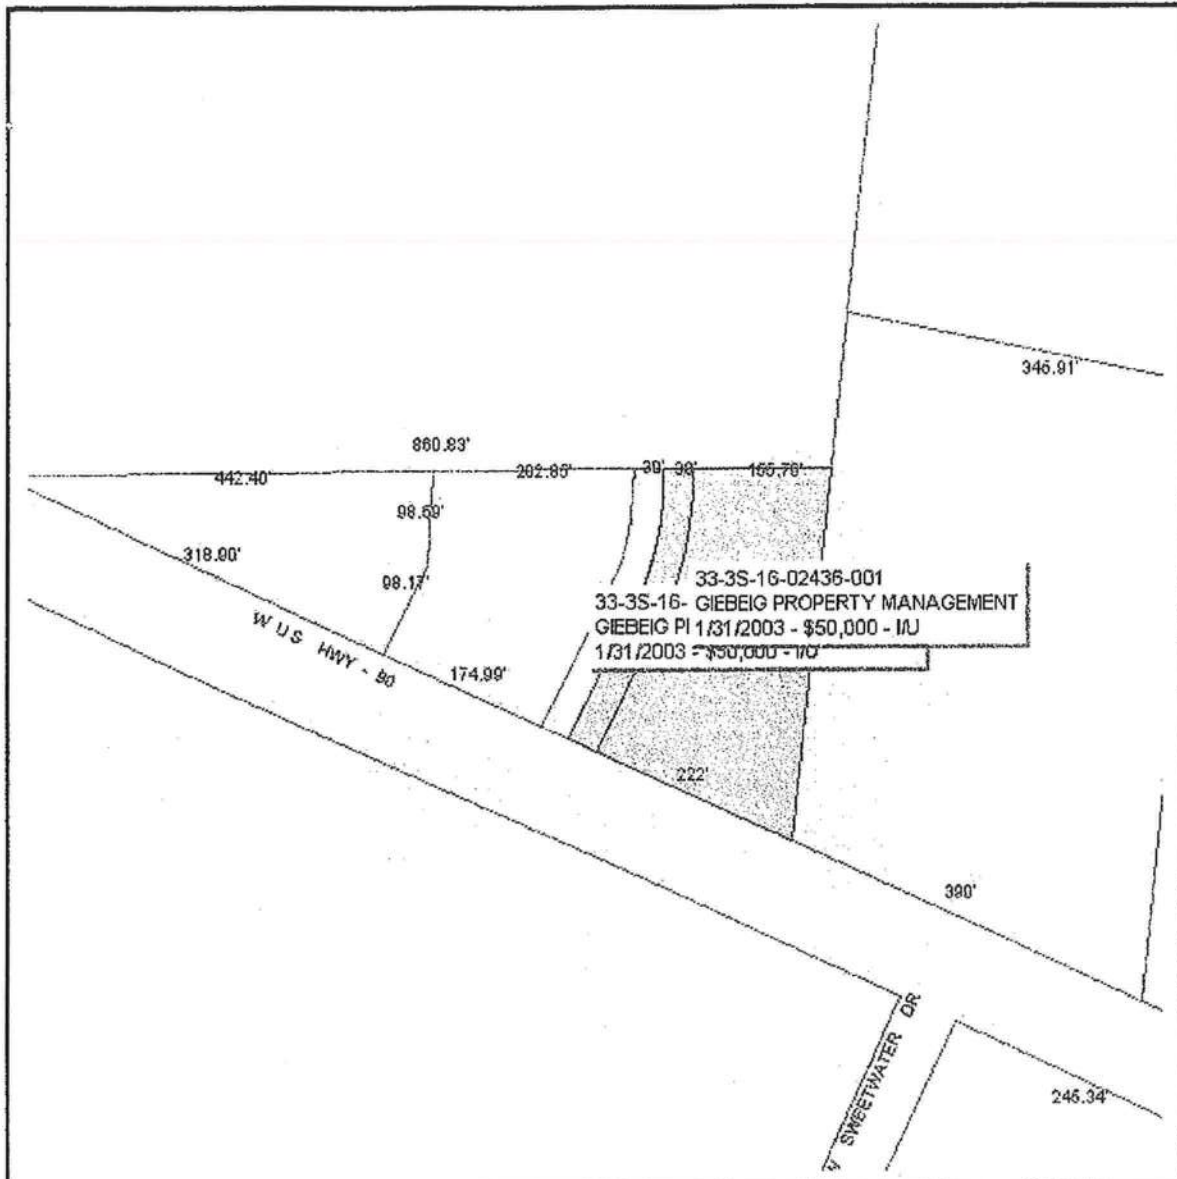 346.91'
860.83'
442.40'
202.85'
30'
30'
155.76'
98.59'
318.90'
98.17'
33-3S-16-02436-001
33-3S-16- GIEBEIG PROPERTY MANAGEMENT
GIEBEIG PI 1/31/2003 - $50,000 - I/U
1/31/2003 - $50,000 - I/U
W US HWY - 90
174.99'
222'
390'
SWEETWATER DR
245.34'